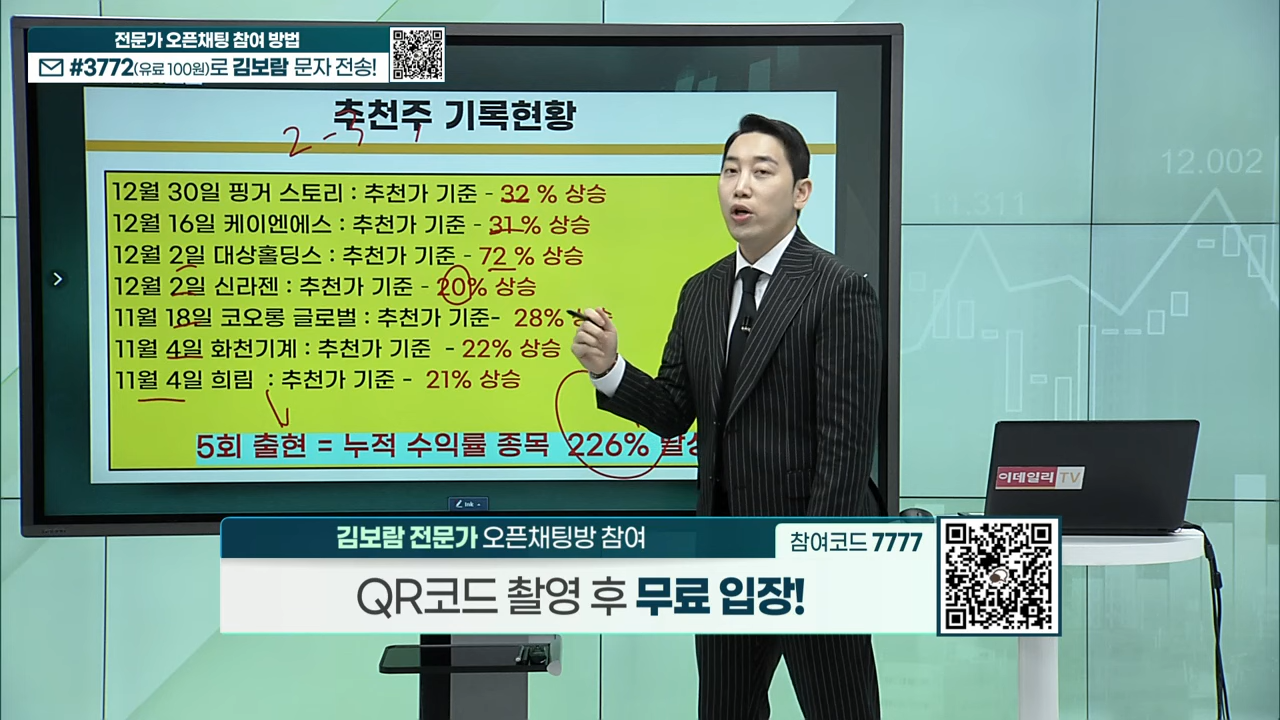 전문가 오픈채팅 참여 방법
#3772(유료 100원)로 김보람 문자 전송!
추천주 기록현황
2-3
12월 30일 핑거 스토리 : 추천가 기준 - 32 % 상승
12월 16일 케이엔에스 : 추천가 기준 - 31 % 상승
12월 2일 대상홀딩스 : 추천가 기준 - 72 % 상승
12월 2일 신라젠 : 추천가 기준 - 20% 상승
11월 18일 코오롱 글로벌 : 추천가 기준- 28%
11월 4일 화천기계 : 추천가 기준 - 22% 상승
11월 4일 희림 : 추천가 기준 - 21% 상승
5회 출현 = 누적 수익률 종목 226%
Ink
12.002
11.311
이데일리 TV
김보람 전문가 오픈채팅방 참여
참여코드 7777
QR코드 촬영 후 무료 입장!